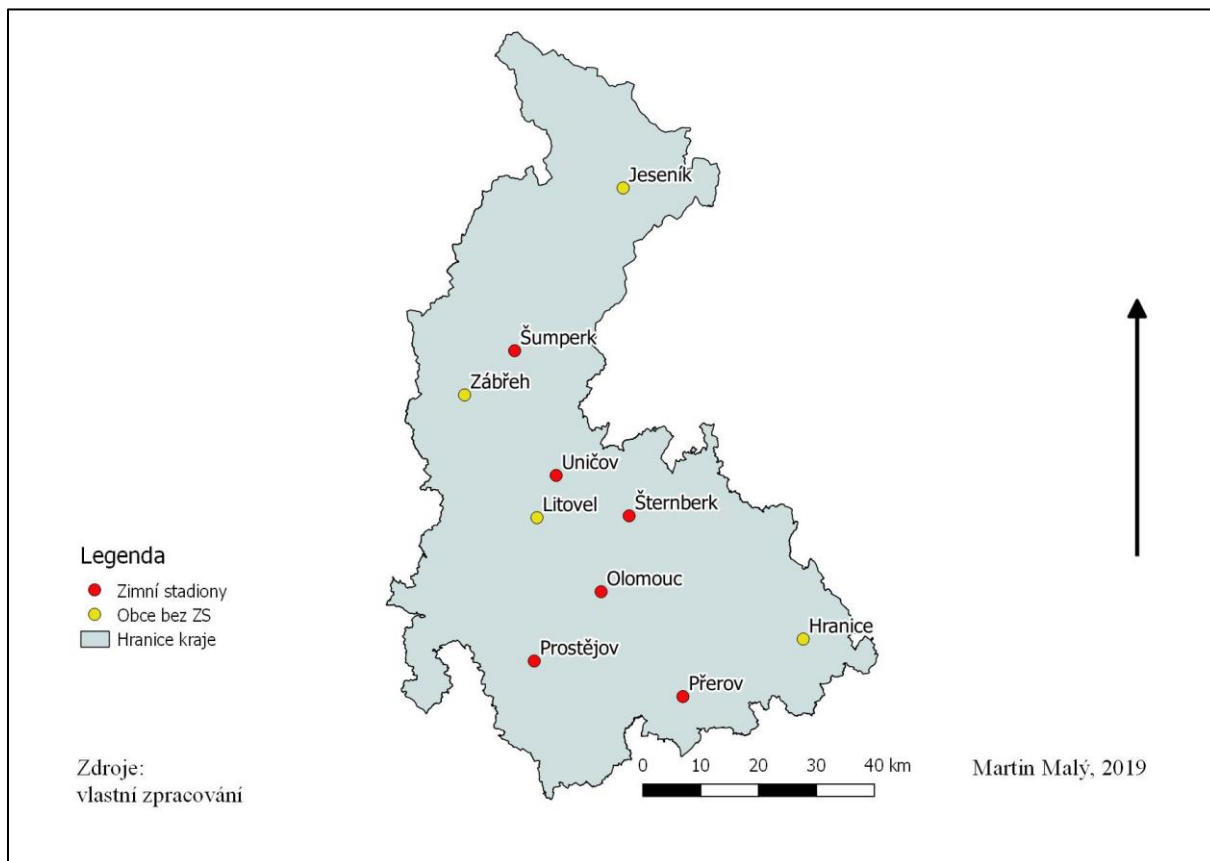 Jeseník
Šumperk
Zábřeh
Uničov
Litovel
Šternberk
Olomouc
Hranice
Prostějov
Přerov
Legenda
Zimní stadiony
Obce bez ZS
Hranice kraje
Zdroje:
vlastní zpracování
0 10 20 30 40 km
Martin Malý, 2019